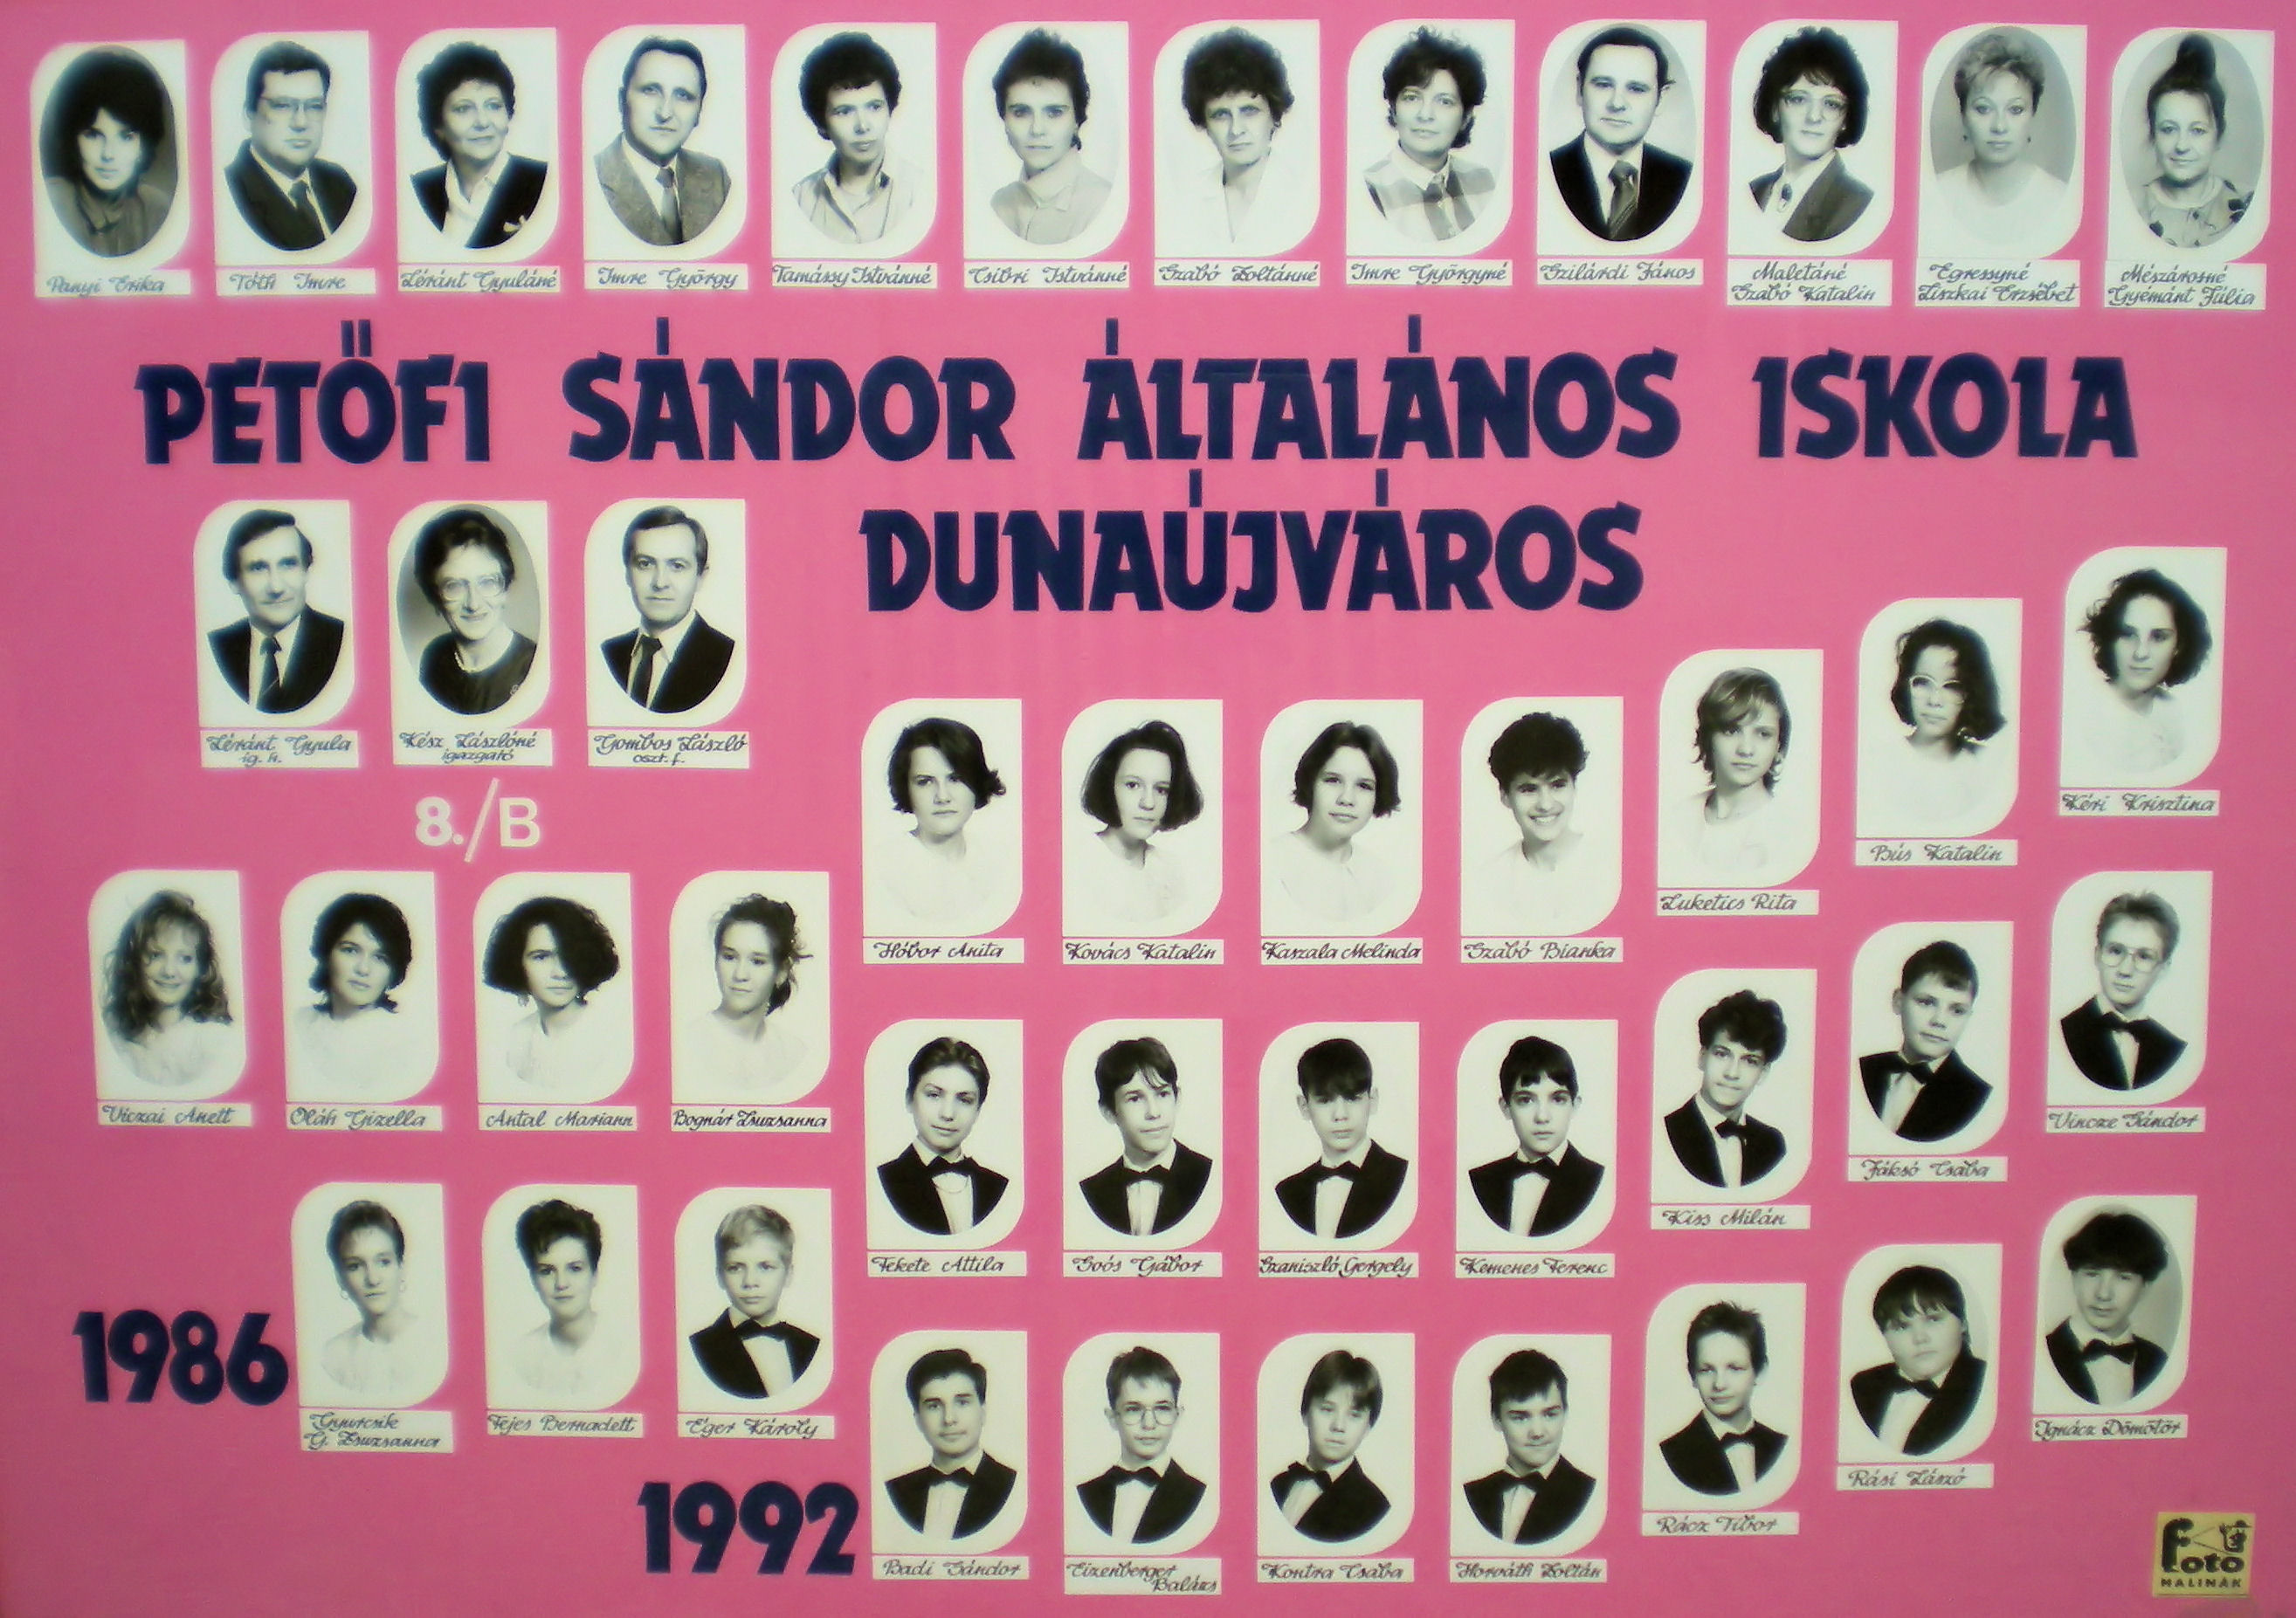 Panyi Erika
Tóth Imre
Léránt Gyuláné
Imre György
Tamássy Istvánné
Csibri Istvánné
Szabó Zoltánné
Imre Györgyné
Szilárdi János
Maletáné
Szabó Katalin
Egressyné
Liszkai Erzsébet
Mészárosné
Gyémánt Júlia
PETŐFI SÁNDOR ÁLTALÁNOS ISKOLA
DUNAÚJVÁROS
Léránt Gyula
ig. h.
Kész Lászlóné
igazgató
Gombos László
oszt. f.
8./B
Hóbor Anita
Kovács Katalin
Kaszala Melinda
Szabó Bianka
Luketics Rita
Bús Katalin
Kéri Krisztina
Viczai Anett
Oláh Gizella
Antal Mariann
Bognár Zsuzsanna
Fekete Attila
Soós Gábor
Szaniszló Gergely
Kemenes Ferenc
Kiss Milán
Jáksó Csaba
Vincze Sándor
1986
Gyurcsik
G. Zsuzsanna
Fejes Bernadett
Éger Károly
1992
Badi Sándor
Eizenberger
Balázs
Kontra Csaba
Horváth Zoltán
Rácz Tibor
Rási Lászó
Ignácz Dömötör
foto
MALINÁK